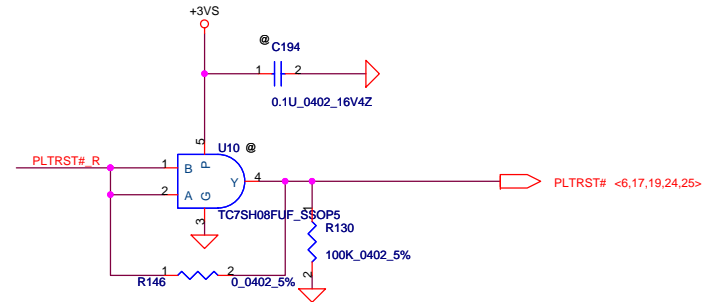 +3VS
@
C194
1 2
0.1U_0402_16V4Z
5
U10 @
PLTRST#_R
1 B P
Y 4
PLTRST# <6,17,19,24,25>
2 A G
TC7SH08FUF_SSOP5
3
1
R130
100K_0402_5%
2
1 2
R146 0_0402_5%